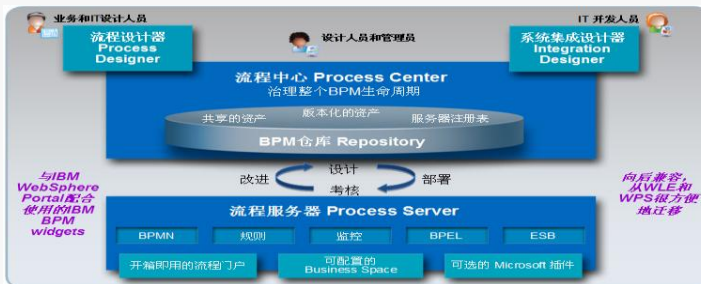 业务和IT设计人员
IT 开发人员
流程设计器
Process
Designer
设计人员和管理员
系统集成设计器
Integration
Designer
流程中心 Process Center
治理整个BPM生命周期
共享的资产
版本化的资产
服务器注册表
BPM仓库 Repository
与IBM
WebSphere
Portal配合
使用的IBM
BPM
widgets
改进
设计
考核
部署
向后兼容，
从WLE和
WPS很方便
地迁移
流程服务器 Process Server
BPMN
规则
监控
BPEL
ESB
开箱即用的流程门户
可配置的
Business Space
可选的 Microsoft 插件